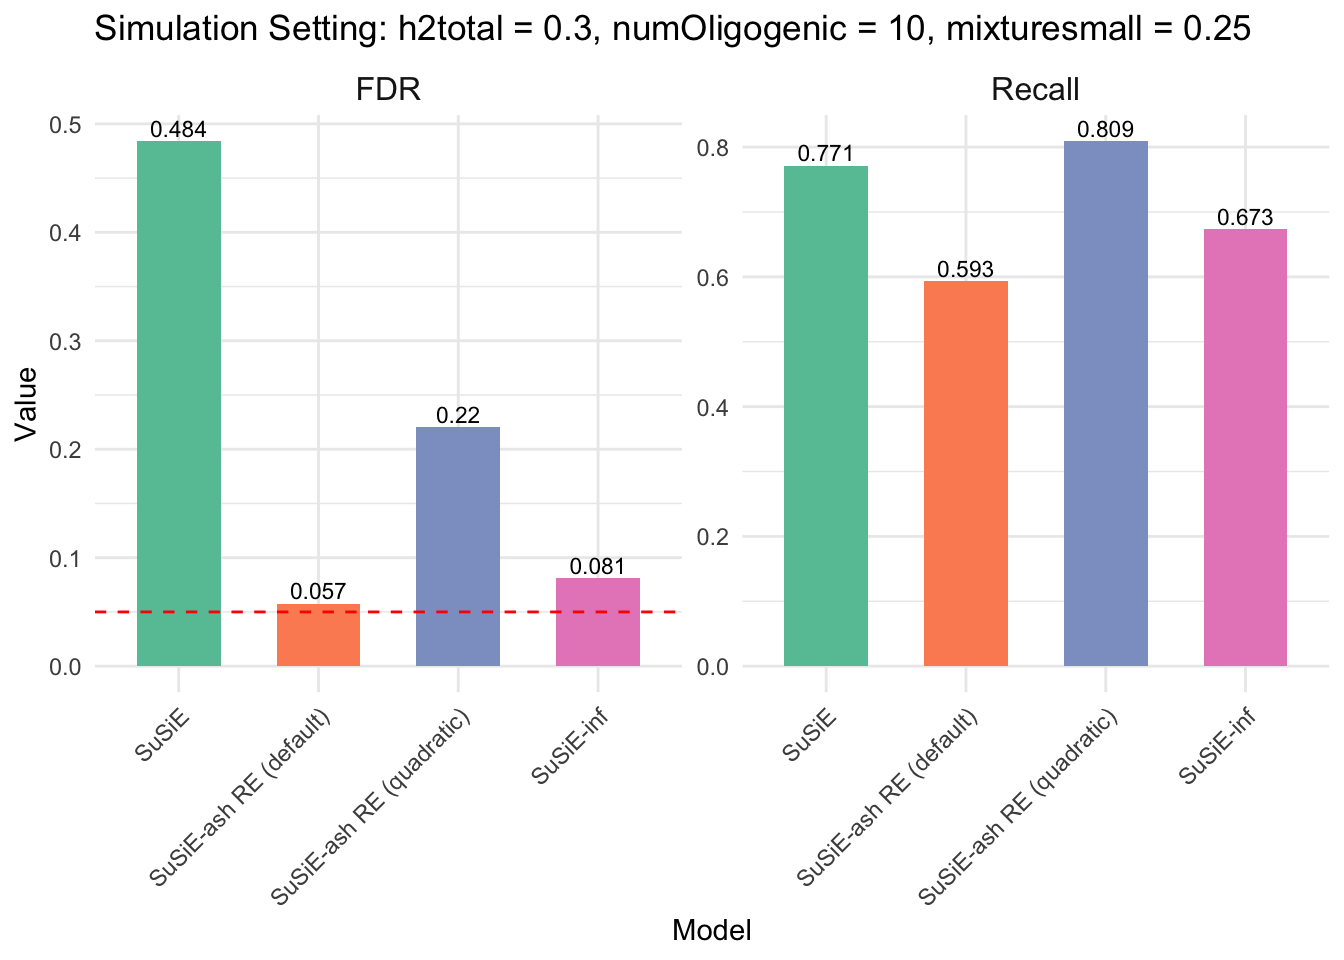 Simulation Setting: h2total = 0.3, numOligogenic = 10, mixturesmall = 0.25
FDR
Recall
Value
0.5
0.4
0.3
0.2
0.1
0.0
0.484
0.057
0.22
0.081
SuSiE
SuSiE-ash RE (default)
SuSiE-ash RE (quadratic)
SuSiE-inf
0.8
0.6
0.4
0.2
0.0
0.771
0.593
0.809
0.673
SuSiE
SuSiE-ash RE (default)
SuSiE-ash RE (quadratic)
SuSiE-inf
Model